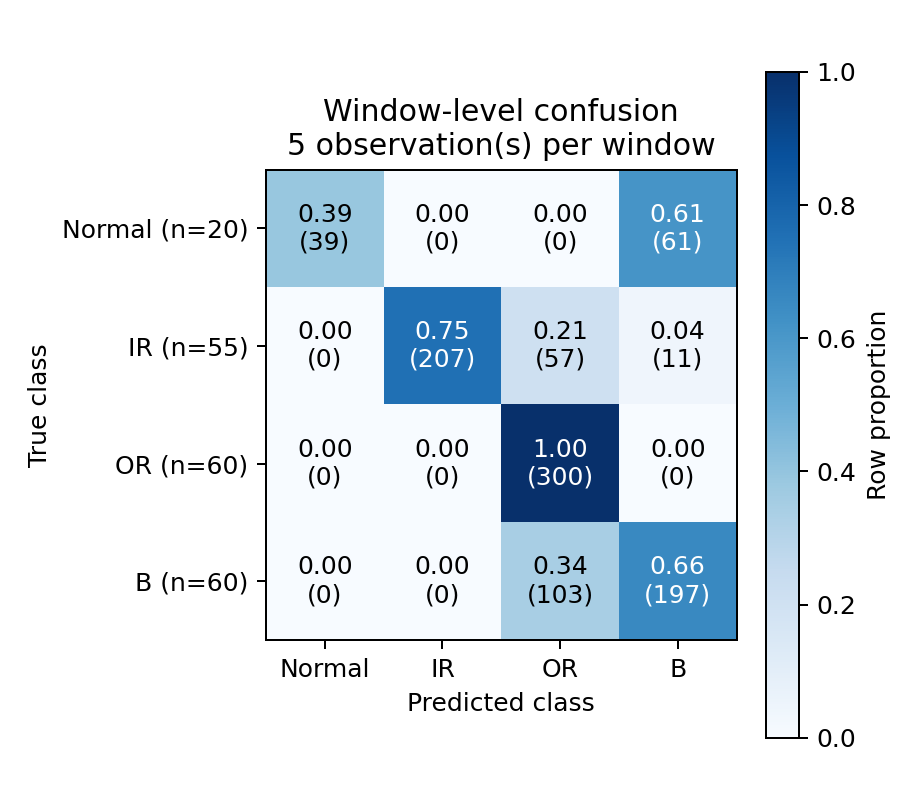 Window-level confusion
5 observation(s) per window
True class
Normal (n=20)
0.39 0.00 0.00 0.61
(39) (0) (0) (61)
IR (n=55)
0.00 0.75 0.21 0.04
(0) (207) (57) (11)
OR (n=60)
0.00 0.00 1.00 0.00
(0) (0) (300) (0)
B (n=60)
0.00 0.00 0.34 0.66
(0) (0) (103) (197)
Normal IR OR B
Predicted class
1.0
0.8
0.6
0.4
0.2
0.0
Row proportion